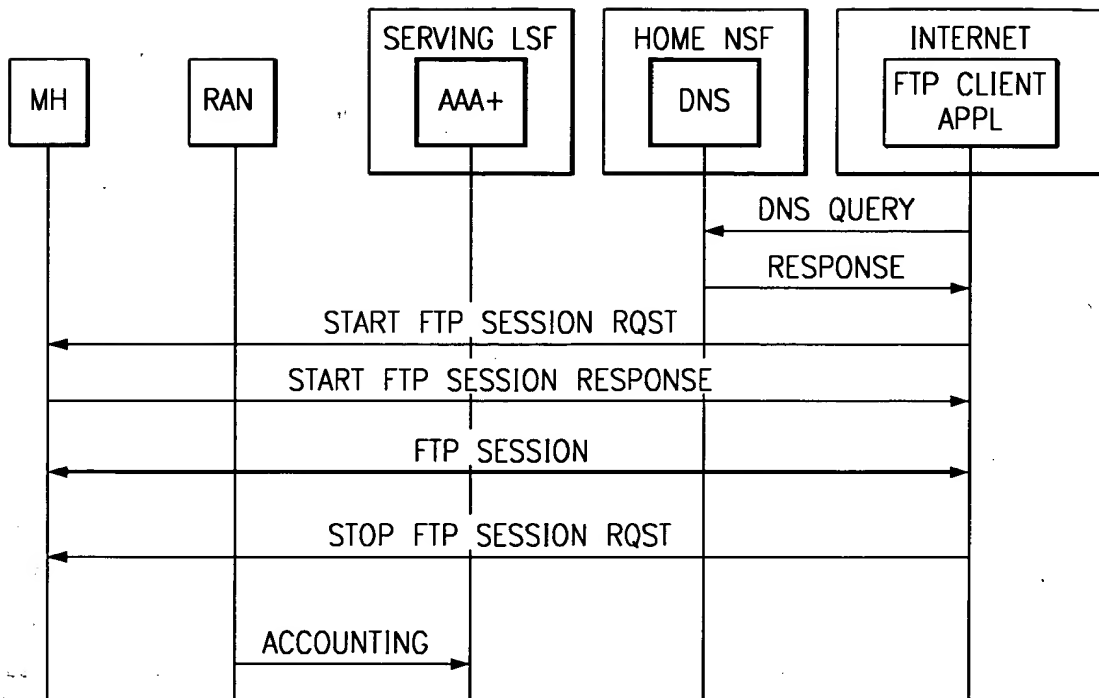 SERVING LSF
HOME NSF
INTERNET
MH
RAN
AAA+
DNS
FTP CLIENT
APPL
DNS QUERY
RESPONSE
START FTP SESSION RQST
START FTP SESSION RESPONSE
FTP SESSION
STOP FTP SESSION RQST
ACCOUNTING